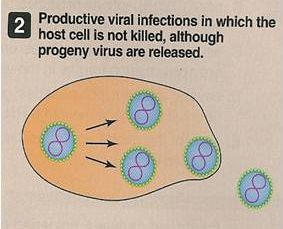 2 Productive viral infections in which the
host cell is not killed, although
progeny virus are released.